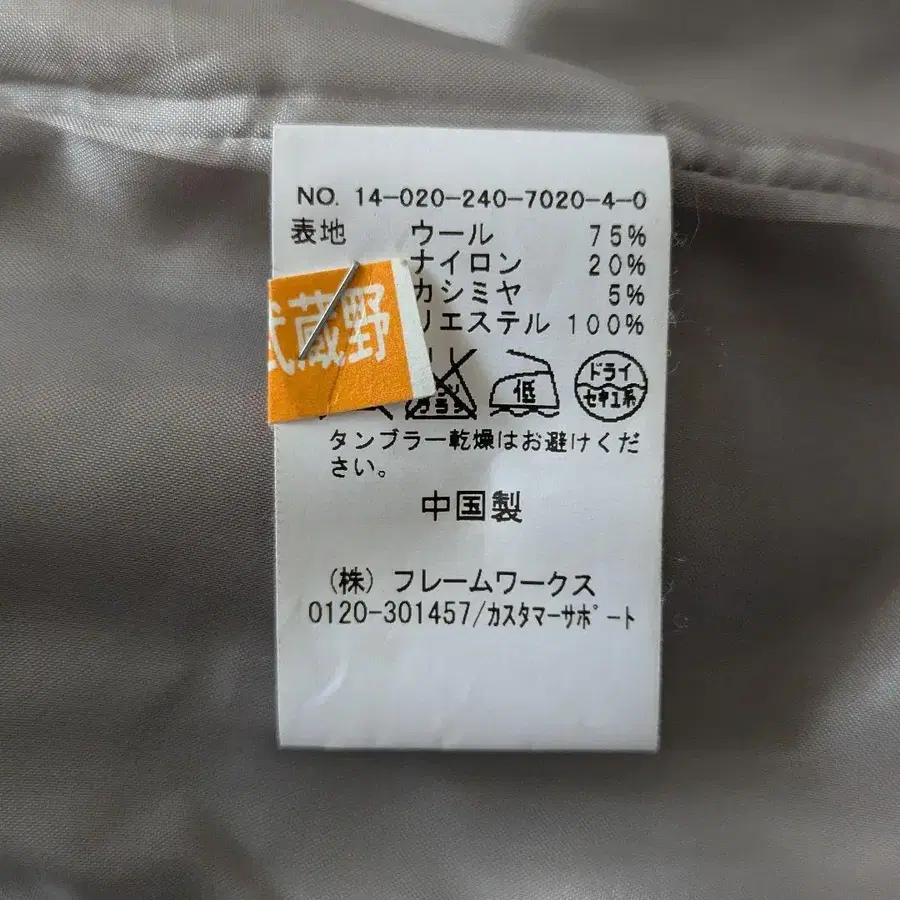 NO. 14-020-240-7020-4-0
表地 ウール 75%
ナイロン 20%
カシミヤ 5%
リエステル 100%
武蔵野
低
ドライ
セキユ系
タンブラー乾燥はお避けくだ
さい。
中国製
(株) フレームワークス
0120-301457/カスタマーサポート